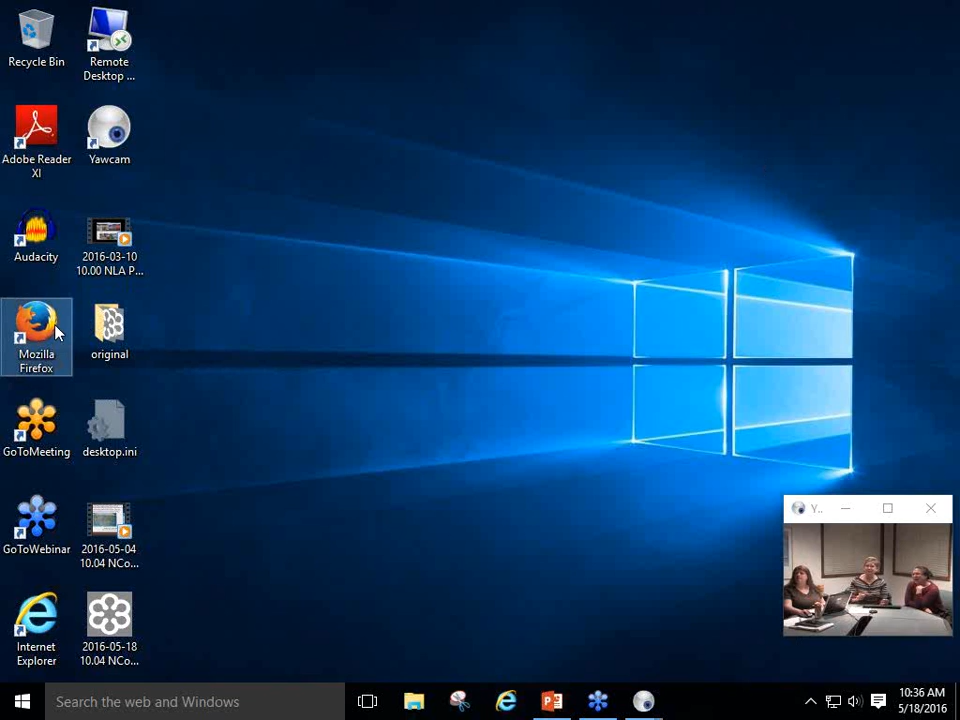 Recycle Bin
Remote
Desktop ...
Adobe Reader
XI
Yawcam
Audacity
2016-03-10
10.00 NLA P...
Mozilla
Firefox
original
GoToMeeting
desktop.ini
GoToWebinar
2016-05-04
10.04 NCo...
Internet
Explorer
2016-05-18
10.04 NCo...
Y..
Search the web and Windows
10:36 AM
5/18/2016